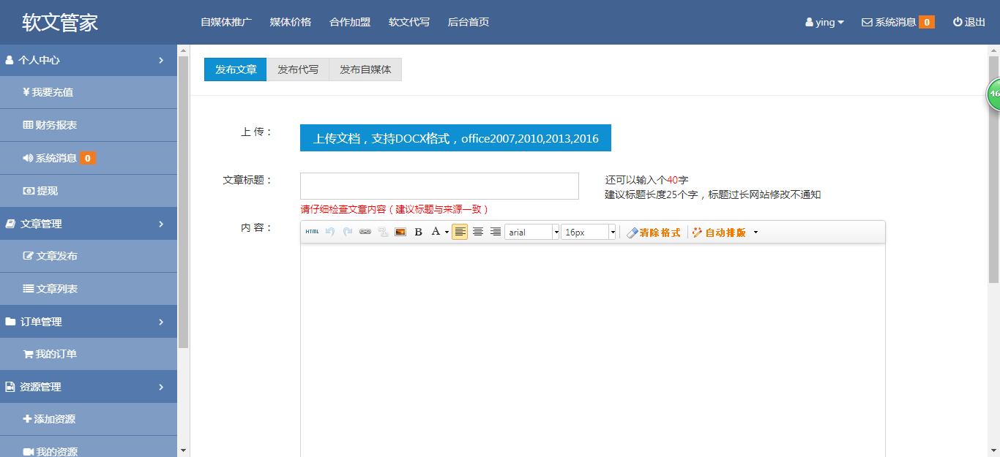 软文管家 自媒体推广 媒体价格 合作加盟 软文代写 后台首页 ying 系统消息 0 退出
个人中心
¥ 我要充值
财务报表
系统消息 0
提现
文章管理
文章发布
文章列表
订单管理
我的订单
资源管理
添加资源
我的资源
发布文章 发布代写 发布自媒体
上 传：
上传文档，支持DOCX格式，office2007,2010,2013,2016
文章标题：
还可以输入个40字
建议标题长度25个字，标题过长网站修改不通知
请仔细检查文章内容（建议标题与来源一致）
内 容：
HTML B A arial 16px 清除格式 自动排版
46